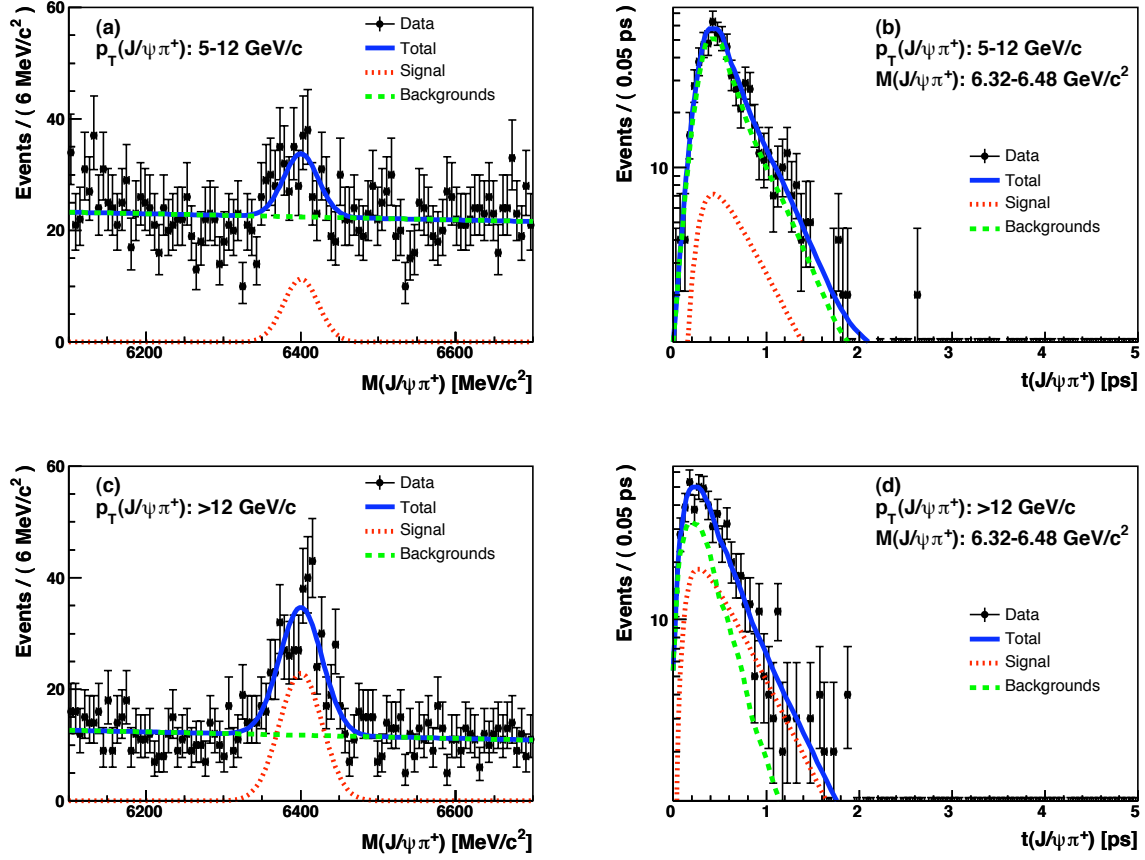 (a)
p_T(J/ψπ⁺): 5-12 GeV/c
Data
Total
Signal
Backgrounds
Events / ( 6 MeV/c² )
60
40
20
0
6200 6400 6600
M(J/ψπ⁺) [MeV/c²]
(b)
p_T(J/ψπ⁺): 5-12 GeV/c
M(J/ψπ⁺): 6.32-6.48 GeV/c²
Data
Total
Signal
Backgrounds
Events / ( 0.05 ps )
10
0 1 2 3 4 5
t(J/ψπ⁺) [ps]
(c)
p_T(J/ψπ⁺): >12 GeV/c
Data
Total
Signal
Backgrounds
Events / ( 6 MeV/c² )
60
40
20
0
6200 6400 6600
M(J/ψπ⁺) [MeV/c²]
(d)
p_T(J/ψπ⁺): >12 GeV/c
M(J/ψπ⁺): 6.32-6.48 GeV/c²
Data
Total
Signal
Backgrounds
Events / ( 0.05 ps )
10
0 1 2 3 4 5
t(J/ψπ⁺) [ps]